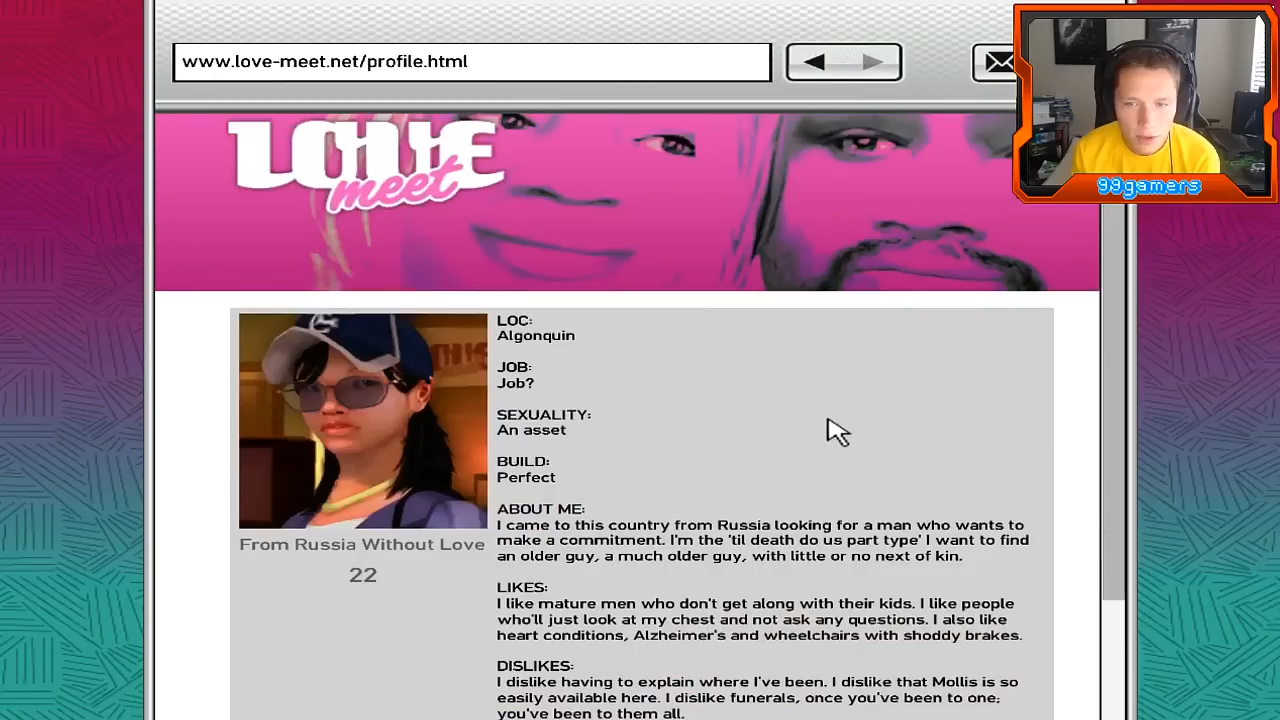 www.love-meet.net/profile.html
99gamars
LOVE
meet
LOC:
Algonquin
JOB:
Job?
SEXUALITY:
An asset
BUILD:
Perfect
ABOUT ME:
I came to this country from Russia looking for a man who wants to
make a commitment. I'm the 'til death do us part type' I want to find
an older guy, a much older guy, with little or no next of kin.
From Russia Without Love
22
LIKES:
I like mature men who don't get along with their kids. I like people
who'll just look at my chest and not ask any questions. I also like
heart conditions, Alzheimer's and wheelchairs with shoddy brakes.
DISLIKES:
I dislike having to explain where I've been. I dislike that Mollis is so
easily available here. I dislike funerals, once you've been to one;
you've been to them all.